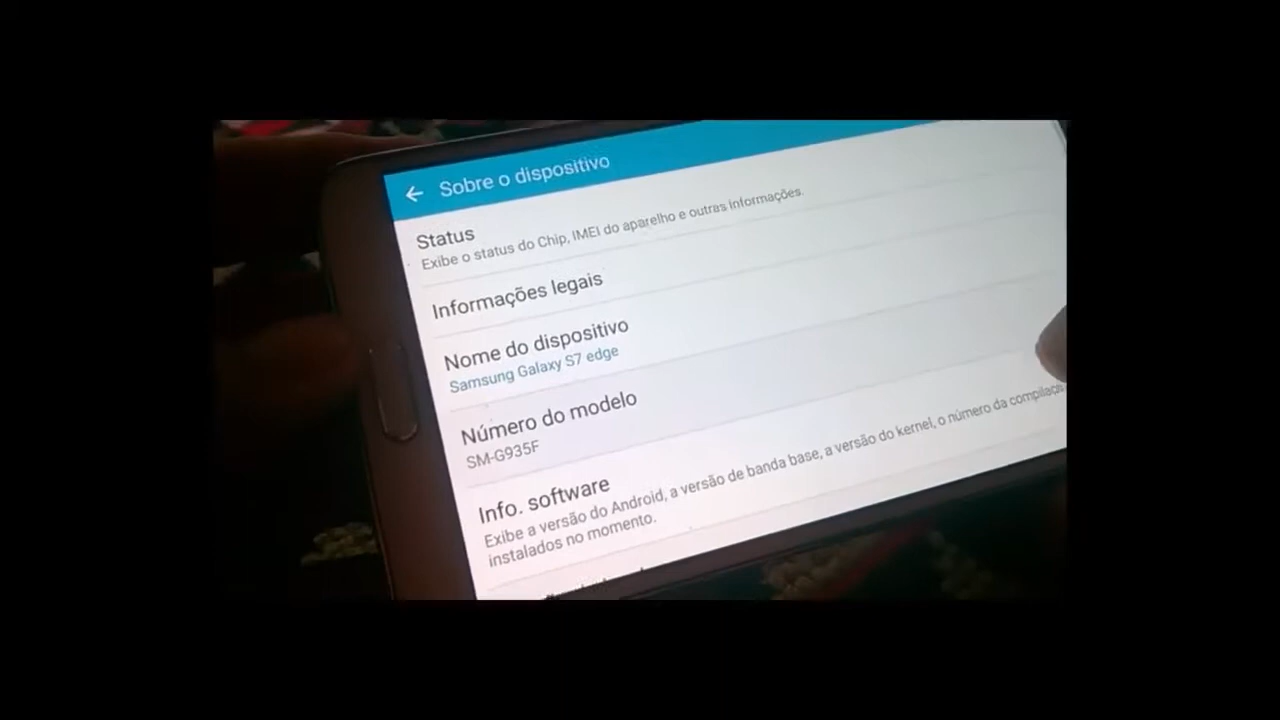 Sobre o dispositivo
Status
Exibe o status do Chip, IMEI do aparelho e outras informações.
Informações legais
Nome do dispositivo
Samsung Galaxy S7 edge
Número do modelo
SM-G935F
Info. software
Exibe a versão do Android, a versão de banda base, a versão do kernel, o número da
instalados no momento.